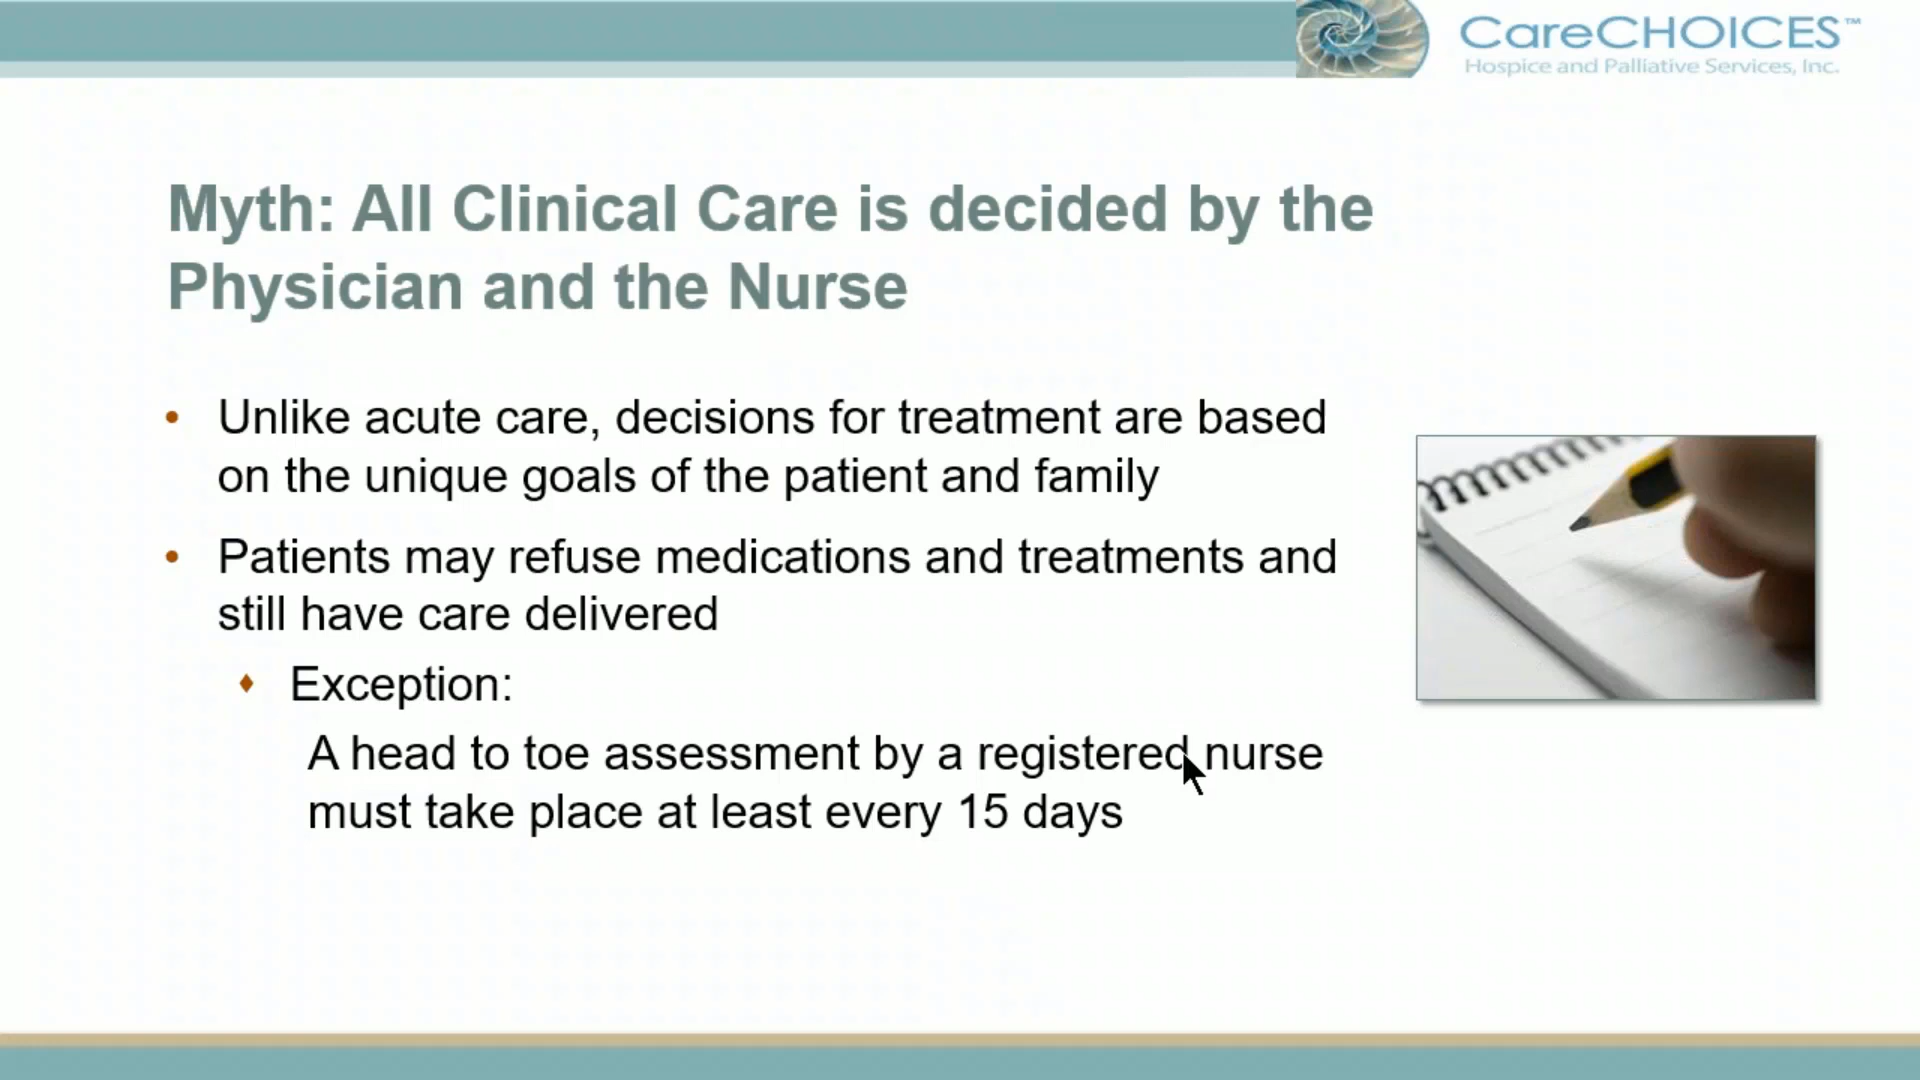 CareCHOICES™
Hospice and Palliative Services, Inc.
Myth: All Clinical Care is decided by the
Physician and the Nurse
• Unlike acute care, decisions for treatment are based
on the unique goals of the patient and family
• Patients may refuse medications and treatments and
still have care delivered
♦ Exception:
A head to toe assessment by a registered nurse
must take place at least every 15 days